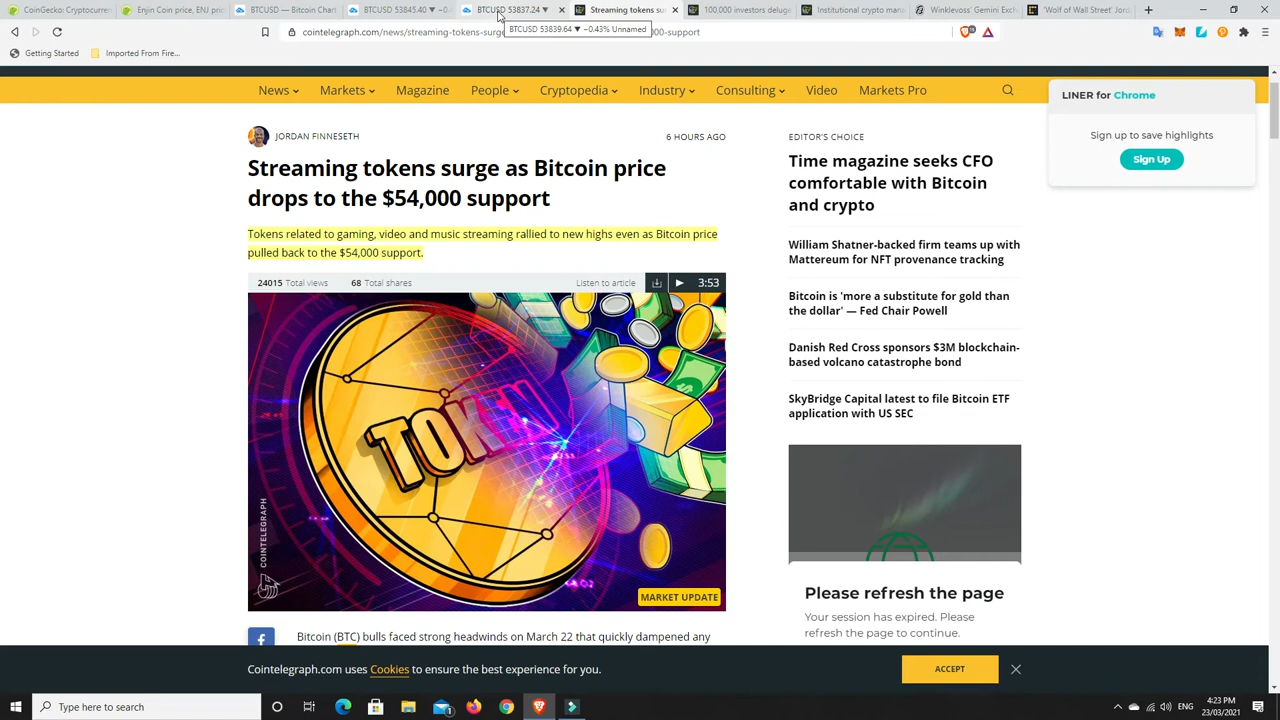 CoinGecko: Cryptocurren
Enjin Coin price, ENJ pric
BTCUSD — Bitcoin Chart
BTCUSD 53845.40 ▼ −0.4
BTCUSD 53837.24 ▼
Streaming tokens su
100,000 investors deluge
Institutional crypto mana
Winklevoss' Gemini Exch
'Wolf of Wall Street' Jord
BTCUSD 53839.64 ▼ −0.43% Unnamed
cointelegraph.com/news/streaming-tokens-surge
00-support
Getting Started
Imported From Fire...
News
Markets
Magazine
People
Cryptopedia
Industry
Consulting
Video
Markets Pro
LINER for Chrome
Sign up to save highlights
Sign Up
JORDAN FINNESETH
6 HOURS AGO
Streaming tokens surge as Bitcoin price
drops to the $54,000 support
Tokens related to gaming, video and music streaming rallied to new highs even as Bitcoin price
pulled back to the $54,000 support.
24015 Total views
68 Total shares
Listen to article
3:53
TOKEN
COINTELEGRAPH
MARKET UPDATE
Bitcoin (BTC) bulls faced strong headwinds on March 22 that quickly dampened any
EDITOR'S CHOICE
Time magazine seeks CFO
comfortable with Bitcoin
and crypto
William Shatner-backed firm teams up with
Mattereum for NFT provenance tracking
Bitcoin is 'more a substitute for gold than
the dollar' — Fed Chair Powell
Danish Red Cross sponsors $3M blockchain-
based volcano catastrophe bond
SkyBridge Capital latest to file Bitcoin ETF
application with US SEC
Please refresh the page
Your session has expired. Please
refresh the page to continue.
Cointelegraph.com uses Cookies to ensure the best experience for you.
ACCEPT
Type here to search
ENG
4:23 PM
23/03/2021